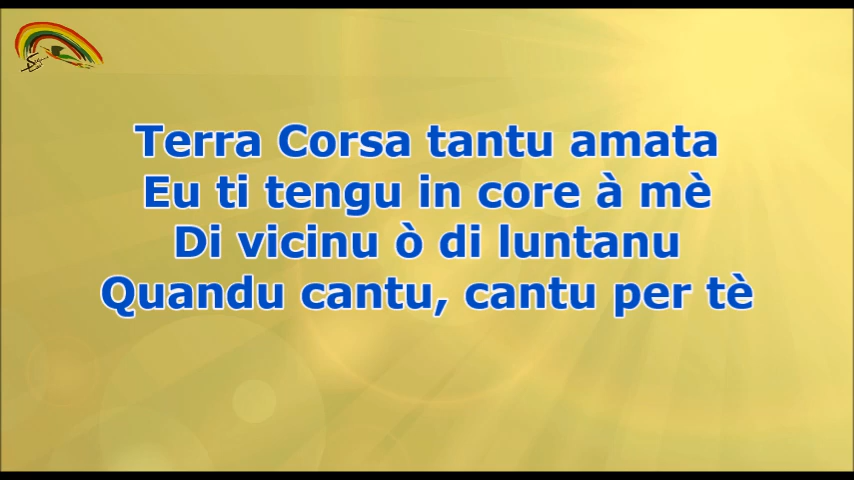 Terra Corsa tantu amata
Eu ti tengu in core à mè
Di vicinu ò di luntanu
Quandu cantu, cantu per tè